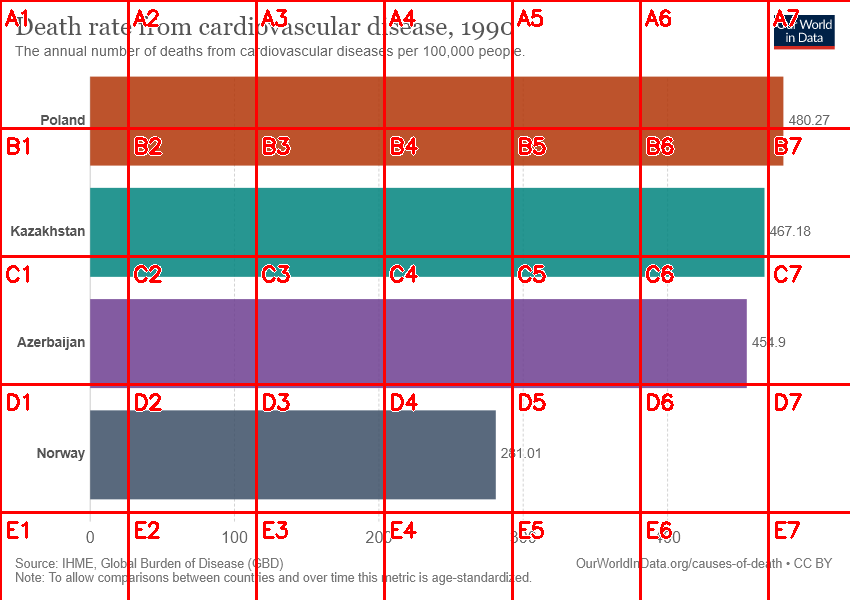 Death rate from cardiovascular disease, 1990
Our World
in Data
The annual number of deaths from cardiovascular diseases per 100,000 people.
A1 A2 A3 A4 A5 A6 A7
Poland 480.27
B1 B2 B3 B4 B5 B6 B7
Kazakhstan 467.18
C1 C2 C3 C4 C5 C6 C7
Azerbaijan 454.9
D1 D2 D3 D4 D5 D6 D7
Norway 281.01
E1 E2 E3 E4 E5 E6 E7
0 100 200 300 400
Source: IHME, Global Burden of Disease (GBD)
OurWorldInData.org/causes-of-death • CC BY
Note: To allow comparisons between countries and over time this metric is age-standardized.